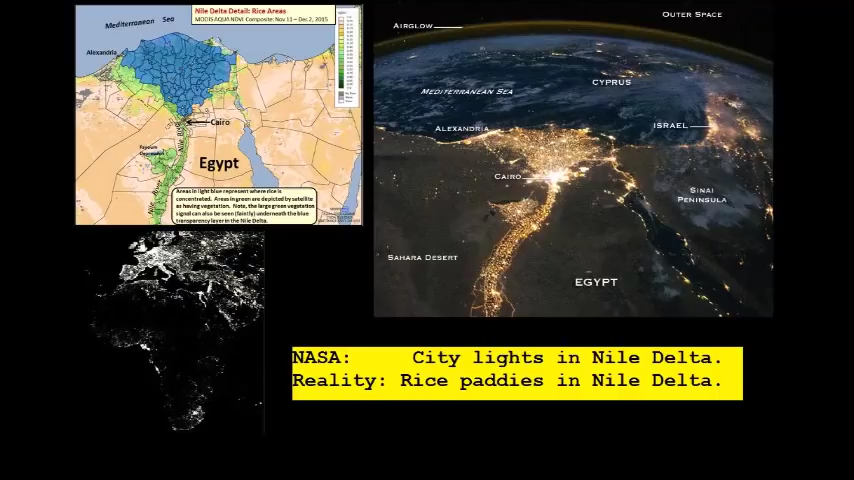 Nile Delta Detail: Rice Areas
MODIS AQUA NDVI Composite: Nov 11 – Dec 2, 2015
Mediterranean Sea
Alexandria
Cairo
Nile River
Fayoum
Depression
Egypt
Areas in light blue represent where rice is
concentrated. Areas in green are depicted by satellite
as having vegetation. Note, the large green vegetation
signal can also be seen (faintly) underneath the blue
transparency layer in the Nile Delta.
OUTER SPACE
AIRGLOW
CYPRUS
MEDITERRANEAN SEA
ISRAEL
ALEXANDRIA
CAIRO
SINAI
PENINSULA
SAHARA DESERT
EGYPT
NASA: City lights in Nile Delta.
Reality: Rice paddies in Nile Delta.